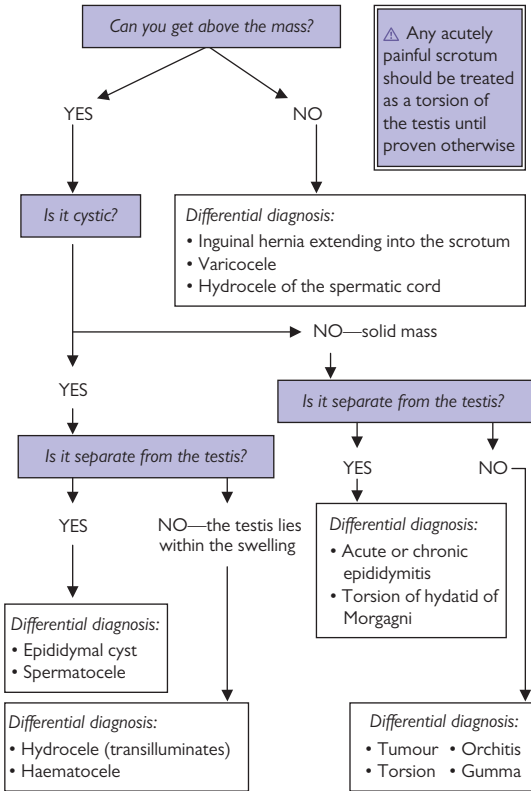 Can you get above the mass?
⚠ Any acutely
painful scrotum
should be treated
as a torsion of
the testis until
proven otherwise
YES
NO
Is it cystic?
Differential diagnosis:
• Inguinal hernia extending into the scrotum
• Varicocele
• Hydrocele of the spermatic cord
NO—solid mass
YES
Is it separate from the testis?
YES
NO
Differential diagnosis:
• Acute or chronic
epididymitis
• Torsion of hydatid of
Morgagni
Is it separate from the testis?
YES
NO—the testis lies
within the swelling
Differential diagnosis:
• Epididymal cyst
• Spermatocele
Differential diagnosis:
• Hydrocele (transilluminates)
• Haematocele
Differential diagnosis:
• Tumour • Orchitis
• Torsion • Gumma